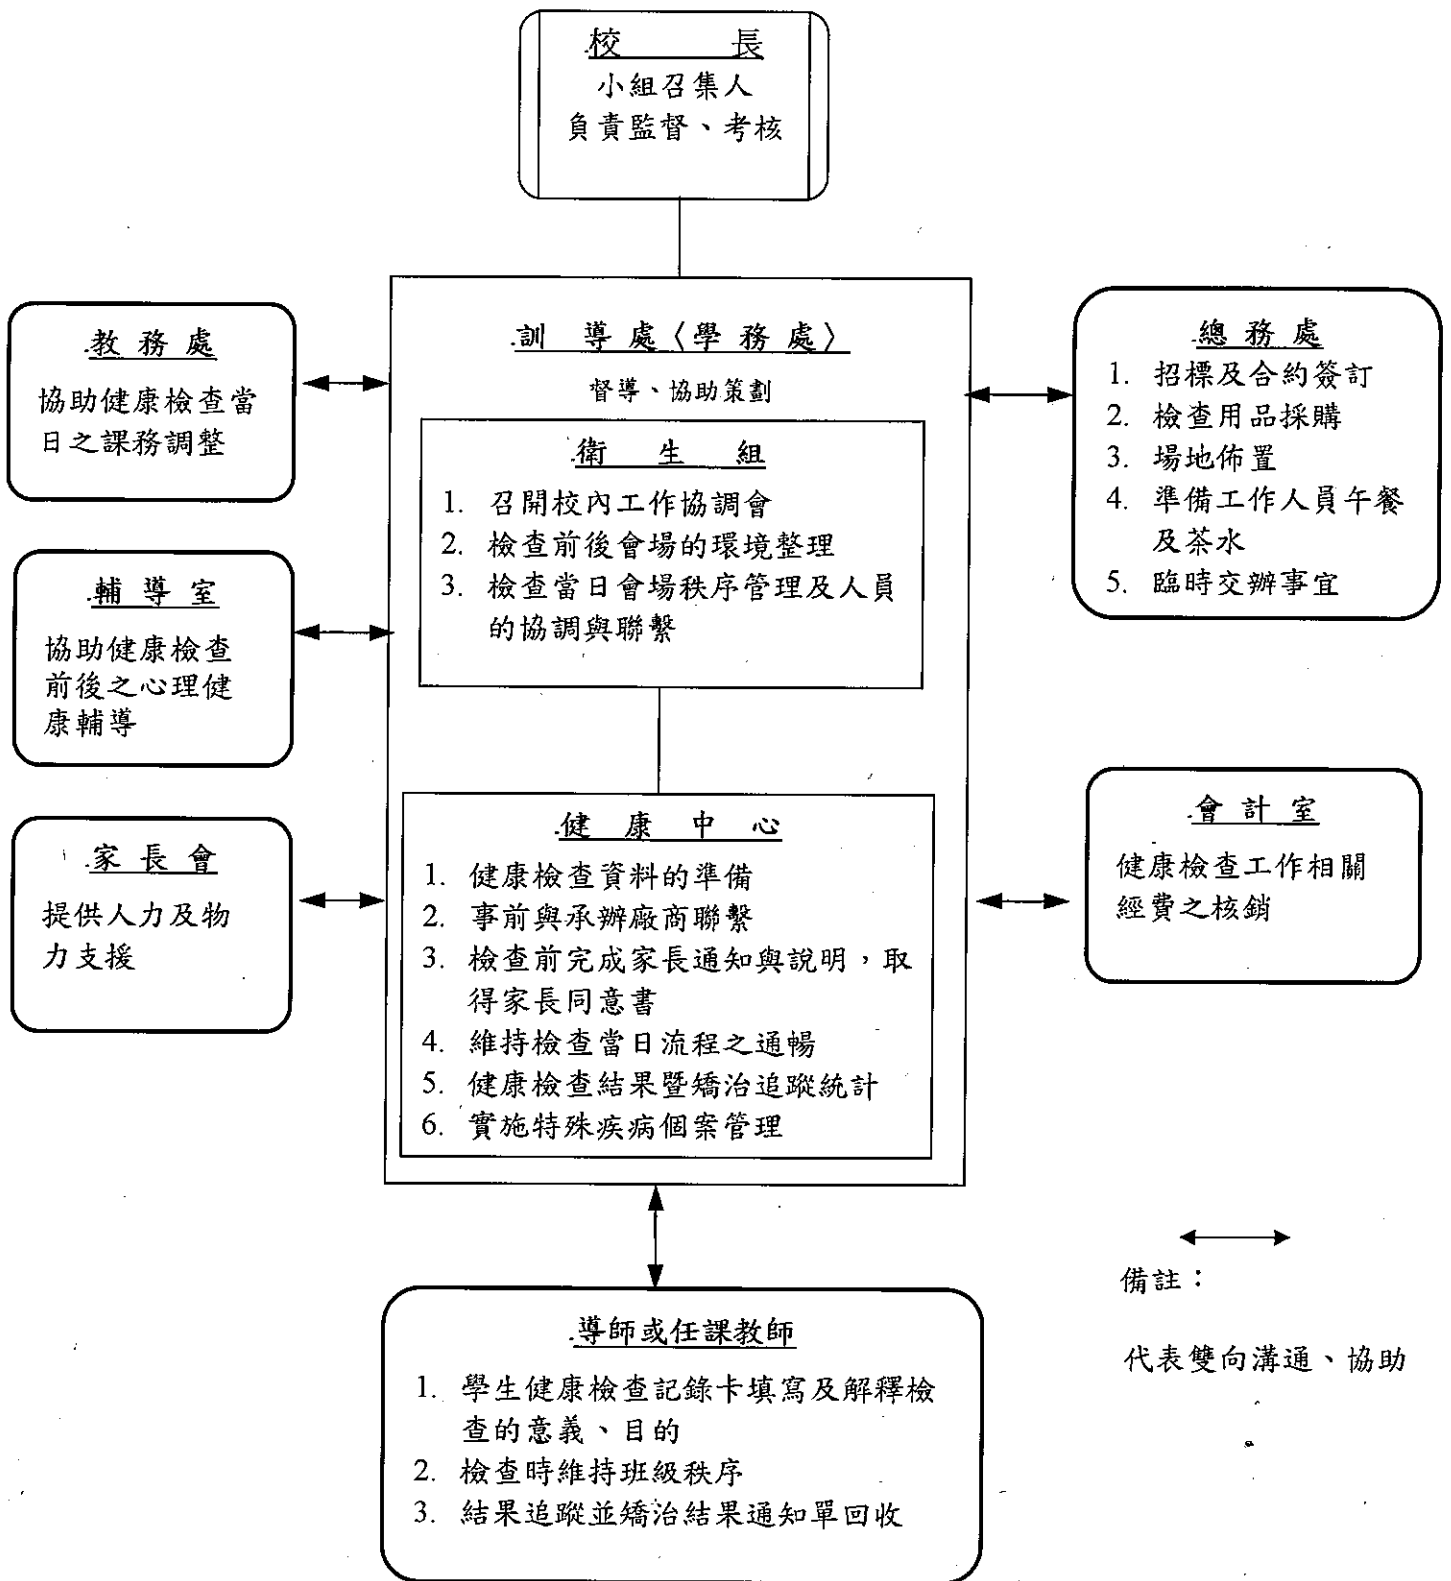 校長
小組召集人
負責監督、考核
訓導處〈學務處〉
督導、協助策劃
衛生組
1. 召開校內工作協調會
2. 檢查前後會場的環境整理
3. 檢查當日會場秩序管理及人員
的協調與聯繫
健康中心
1. 健康檢查資料的準備
2. 事前與承辦廠商聯繫
3. 檢查前完成家長通知與說明，取
得家長同意書
4. 維持檢查當日流程之通暢
5. 健康檢查結果暨矯治追蹤統計
6. 實施特殊疾病個案管理
教務處
協助健康檢查當
日之課務調整
輔導室
協助健康檢查
前後之心理健
康輔導
家長會
提供人力及物
力支援
總務處
1. 招標及合約簽訂
2. 檢查用品採購
3. 場地佈置
4. 準備工作人員午餐
及茶水
5. 臨時交辦事宜
會計室
健康檢查工作相關
經費之核銷
導師或任課教師
1. 學生健康檢查記錄卡填寫及解釋檢
查的意義、目的
2. 檢查時維持班級秩序
3. 結果追蹤並矯治結果通知單回收
備註：
代表雙向溝通、協助